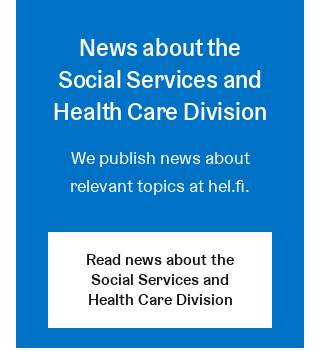 News about the
Social Services and
Health Care Division
We publish news about
relevant topics at hel.fi.
Read news about the
Social Services and
Health Care Division